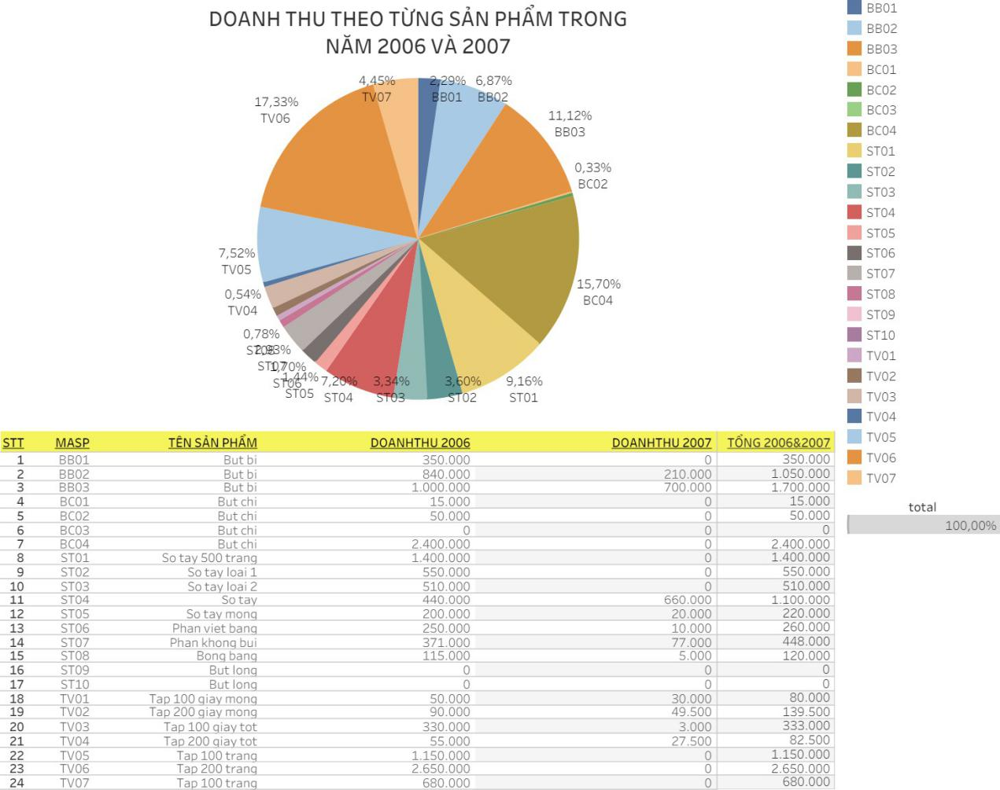 DOANH THU THEO TỪNG SẢN PHẨM TRONG
NĂM 2006 VÀ 2007
4,45%
TV07
2,29%
BB01
6,87%
BB02
11,12%
BB03
0,33%
BC02
15,70%
BC04
9,16%
ST01
3,60%
ST02
3,34%
ST03
7,20%
ST04
1,44%
ST05
1,70%
ST06
2,93%
ST07
0,78%
ST08
0,54%
TV04
7,52%
TV05
17,33%
TV06
BB01
BB02
BB03
BC01
BC02
BC03
BC04
ST01
ST02
ST03
ST04
ST05
ST06
ST07
ST08
ST09
ST10
TV01
TV02
TV03
TV04
TV05
TV06
TV07
total
100,00%
STT MASP TÊN SẢN PHẨM DOANHTHU 2006 DOANHTHU 2007 TỔNG 2006&2007
1 BB01 But bi 350.000 0 350.000
2 BB02 But bi 840.000 210.000 1.050.000
3 BB03 But bi 1.000.000 700.000 1.700.000
4 BC01 But chi 15.000 0 15.000
5 BC02 But chi 50.000 0 50.000
6 BC03 But chi 0 0 0
7 BC04 But chi 2.400.000 0 2.400.000
8 ST01 So tay 500 trang 1.400.000 0 1.400.000
9 ST02 So tay loai 1 550.000 0 550.000
10 ST03 So tay loai 2 510.000 0 510.000
11 ST04 So tay 440.000 660.000 1.100.000
12 ST05 So tay mong 200.000 20.000 220.000
13 ST06 Phan viet bang 250.000 10.000 260.000
14 ST07 Phan khong bui 371.000 77.000 448.000
15 ST08 Bong bang 115.000 5.000 120.000
16 ST09 But long 0 0 0
17 ST10 But long 0 0 0
18 TV01 Tap 100 giay mong 50.000 30.000 80.000
19 TV02 Tap 200 giay mong 90.000 49.500 139.500
20 TV03 Tap 100 giay tot 330.000 3.000 333.000
21 TV04 Tap 200 giay tot 55.000 27.500 82.500
22 TV05 Tap 100 trang 1.150.000 0 1.150.000
23 TV06 Tap 200 trang 2.650.000 0 2.650.000
24 TV07 Tap 100 trang 680.000 0 680.000